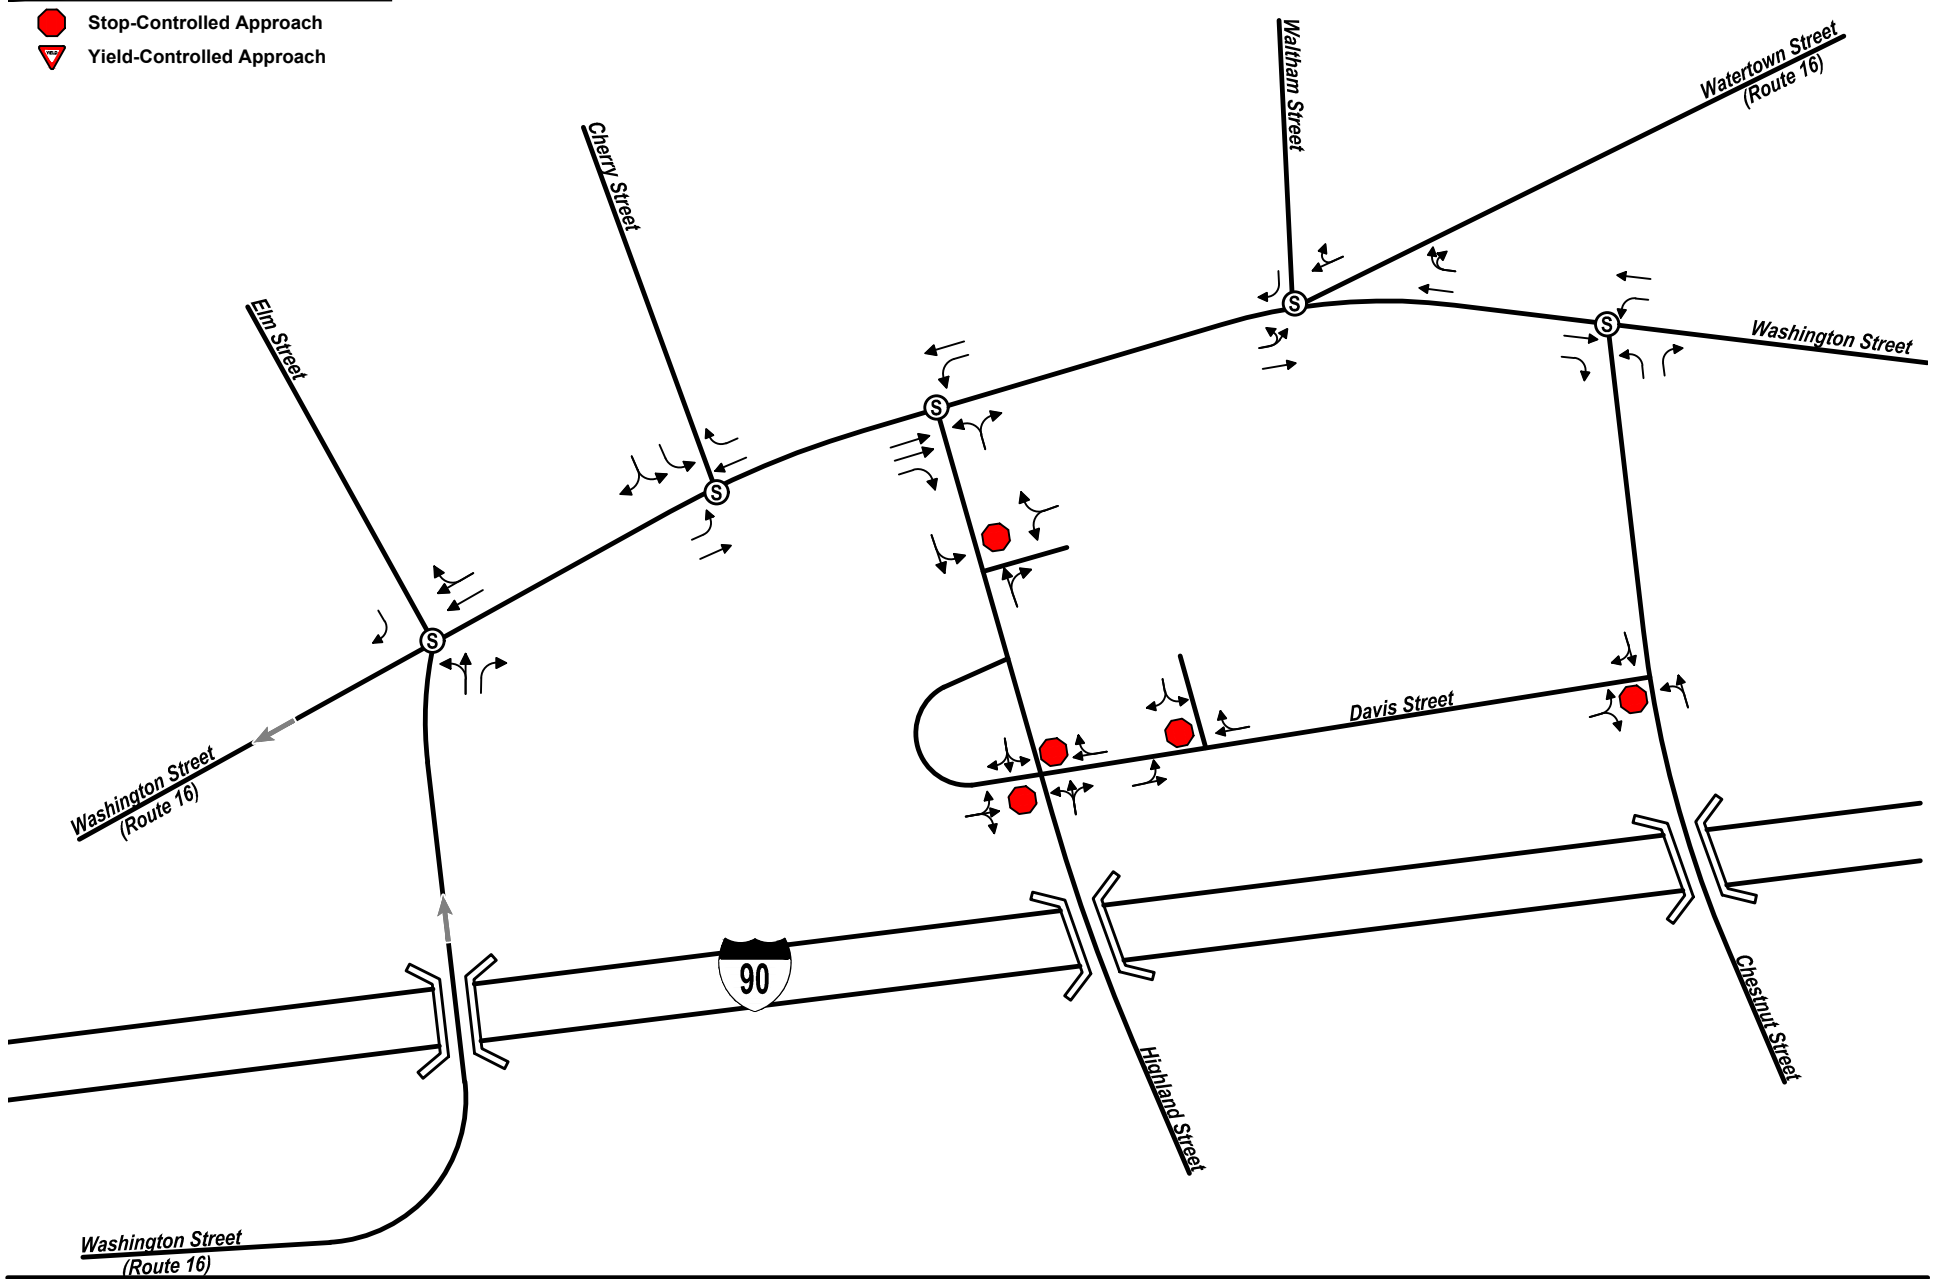 Stop-Controlled Approach
YIELD
Yield-Controlled Approach
Waltham Street
Watertown Street
(Route 16)
Cherry Street
Elm Street
S
S
Washington Street
S
S
S
Davis Street
Washington Street
(Route 16)
90
Chestnut Street
Highland Street
Washington Street
(Route 16)